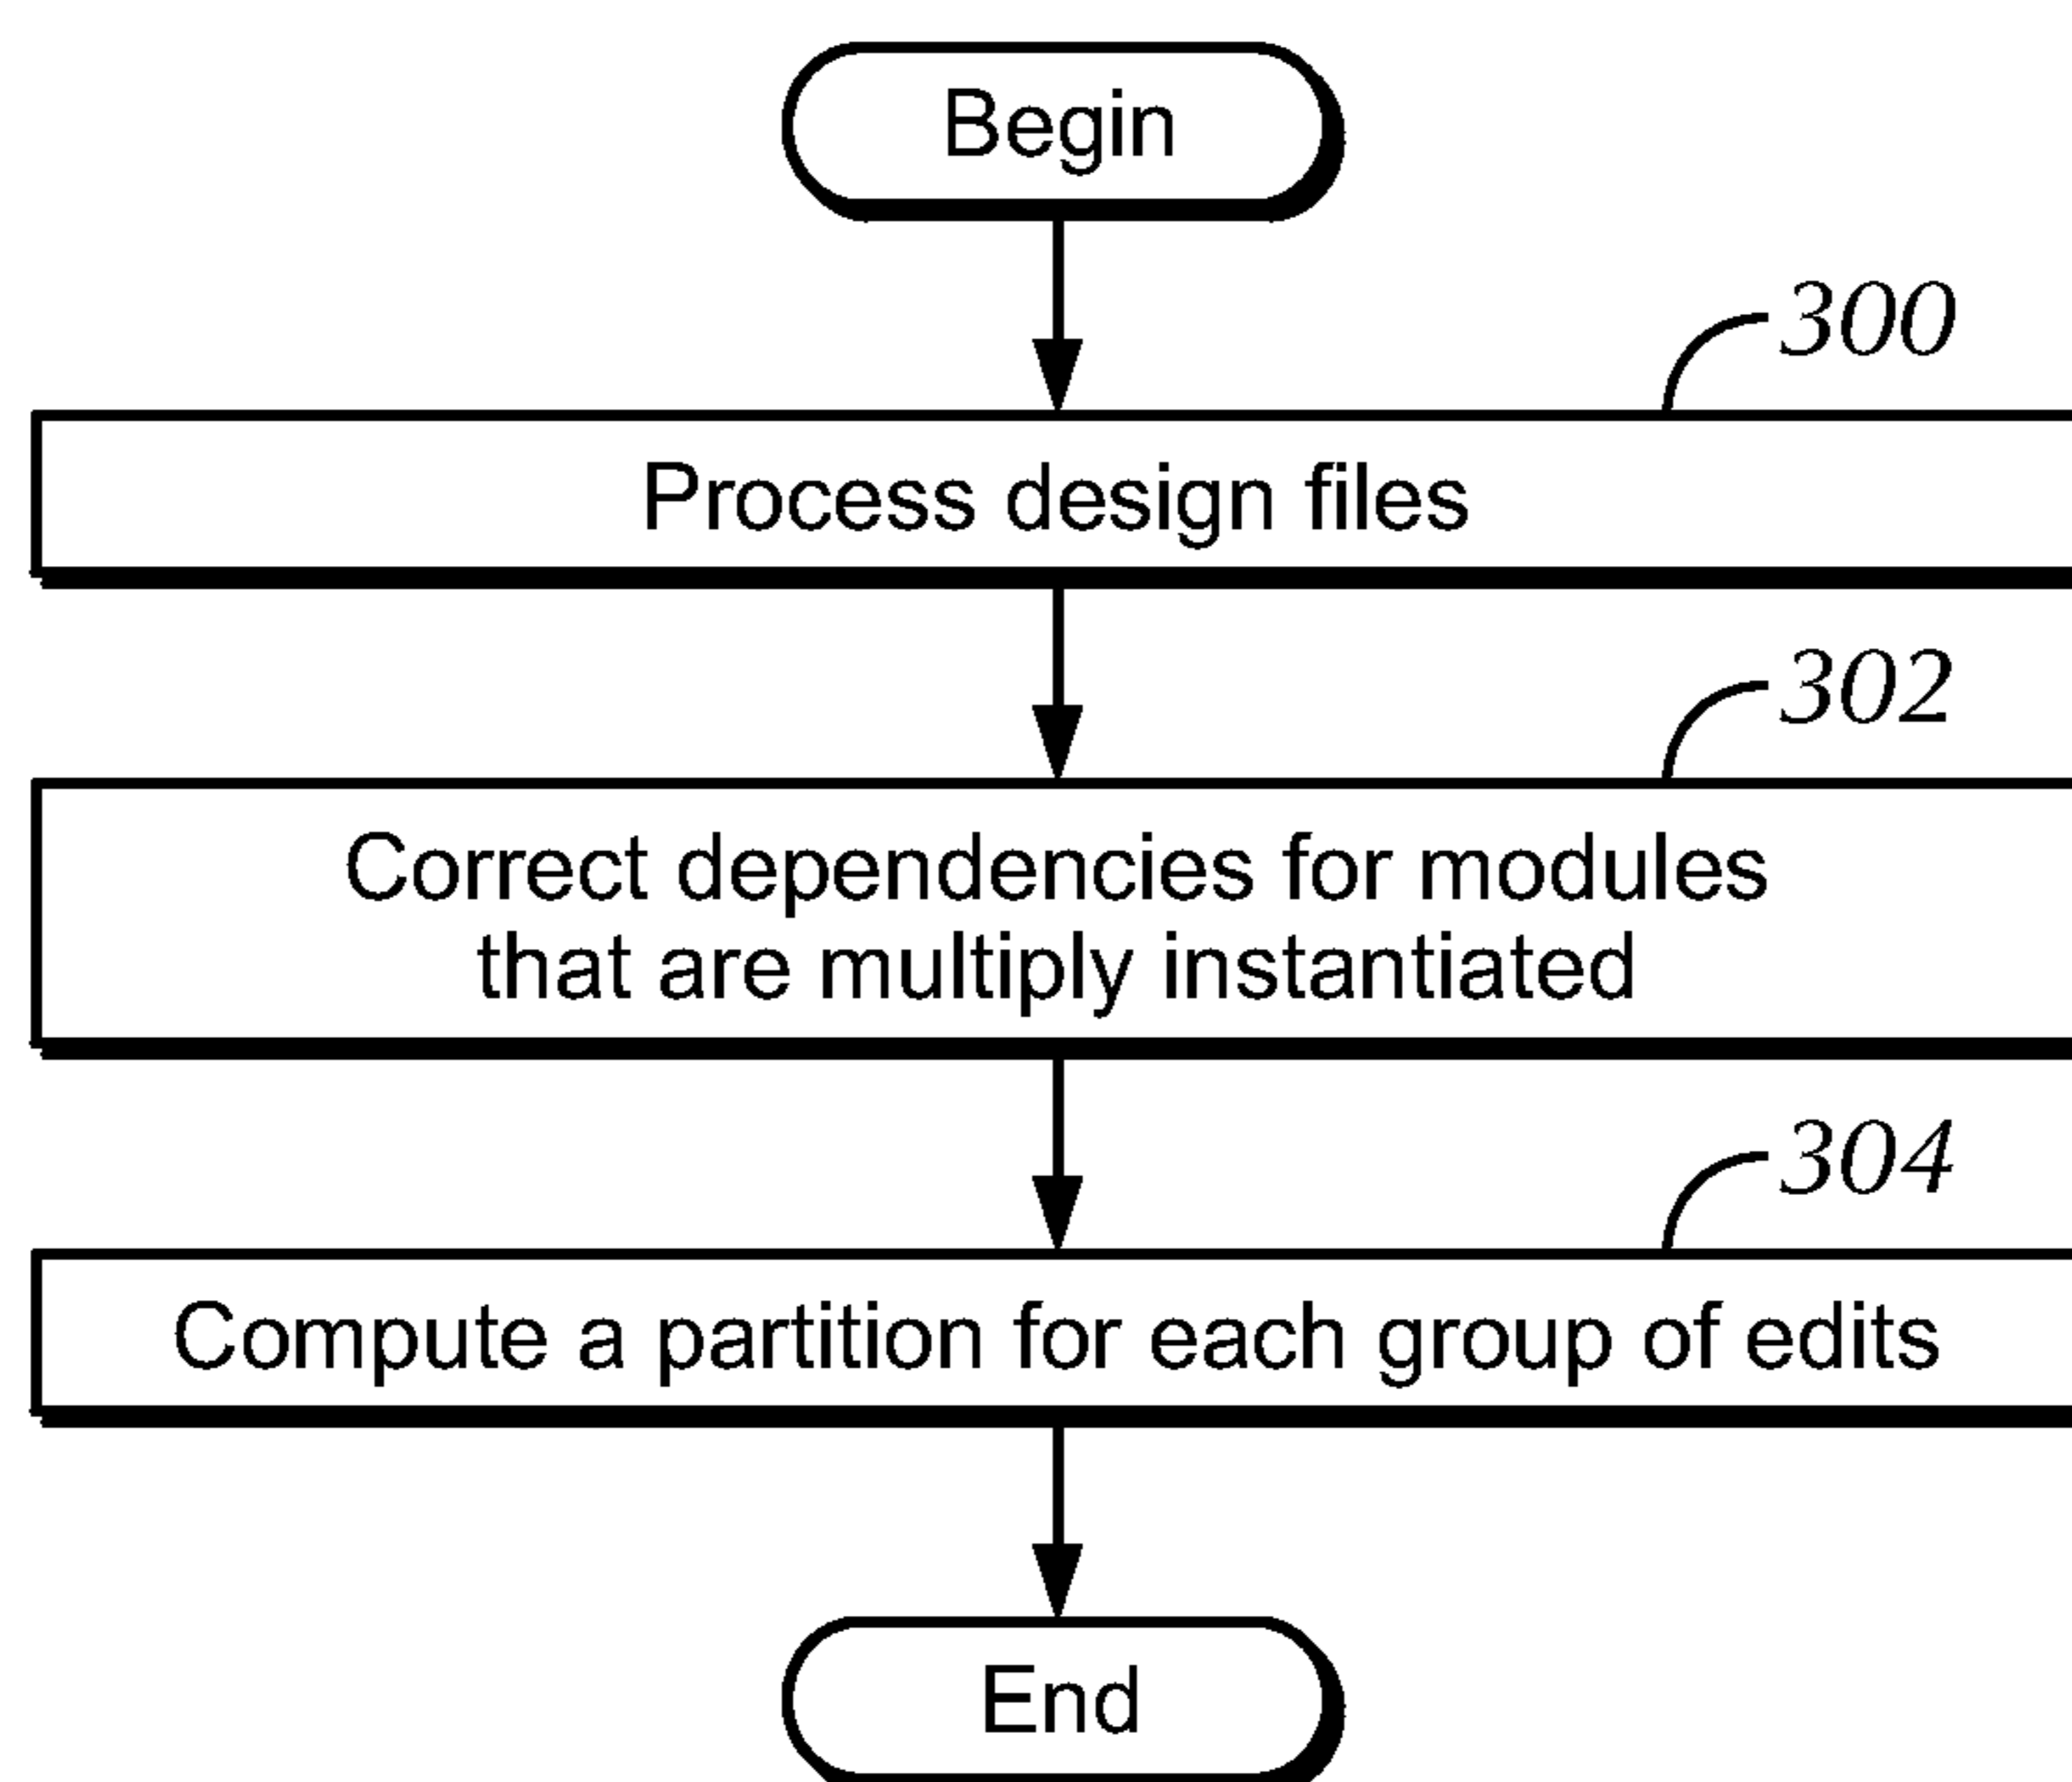 Begin
300
Process design files
302
Correct dependencies for modules
that are multiply instantiated
304
Compute a partition for each group of edits
End